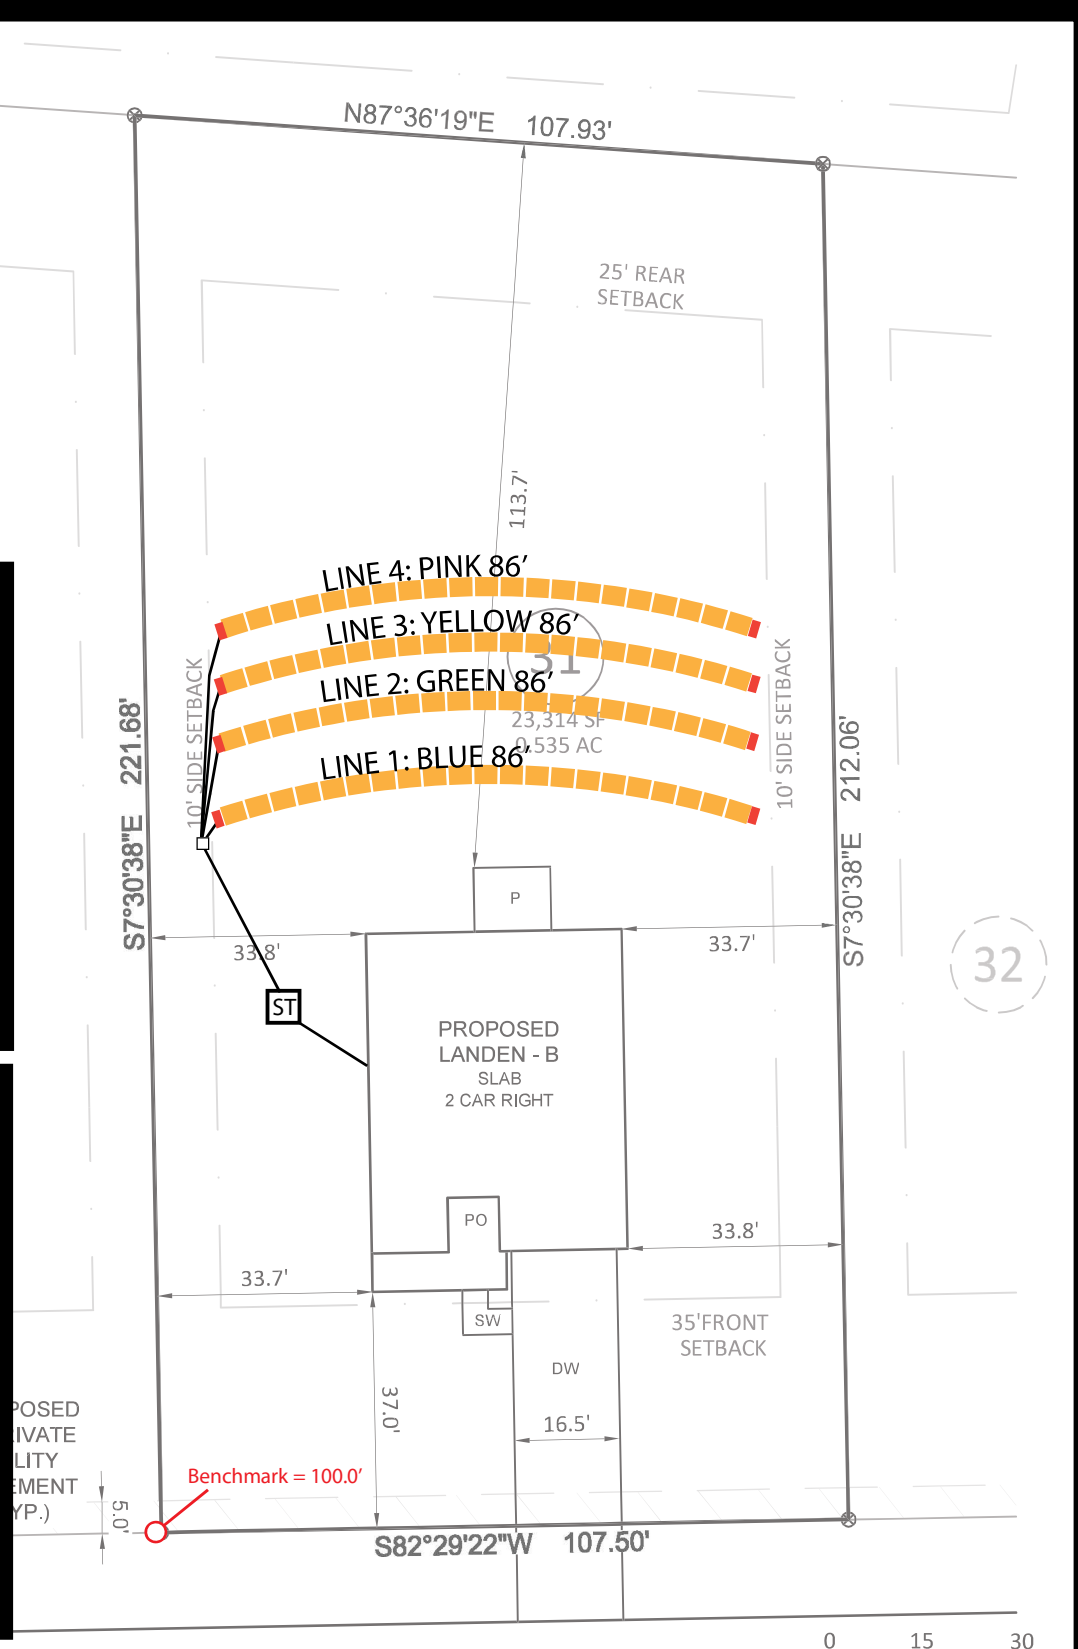 N87°36'19"E 107.93'
25' REAR
SETBACK
113.7'
LINE 4: PINK 86'
LINE 3: YELLOW 86'
31
LINE 2: GREEN 86'
23,314 SF
0.535 AC
LINE 1: BLUE 86'
10' SIDE SETBACK
10' SIDE SETBACK
S7°30'38"E 221.68'
S7°30'38"E 212.06'
P
33.8'
33.7'
32
ST
PROPOSED
LANDEN - B
SLAB
2 CAR RIGHT
PO
33.8'
33.7'
SW
35'FRONT
SETBACK
DW
37.0'
16.5'
POSED
IVATE
LITY
EMENT
YP.)
5.0'
Benchmark = 100.0'
S82°29'22"W 107.50'
0 15 30